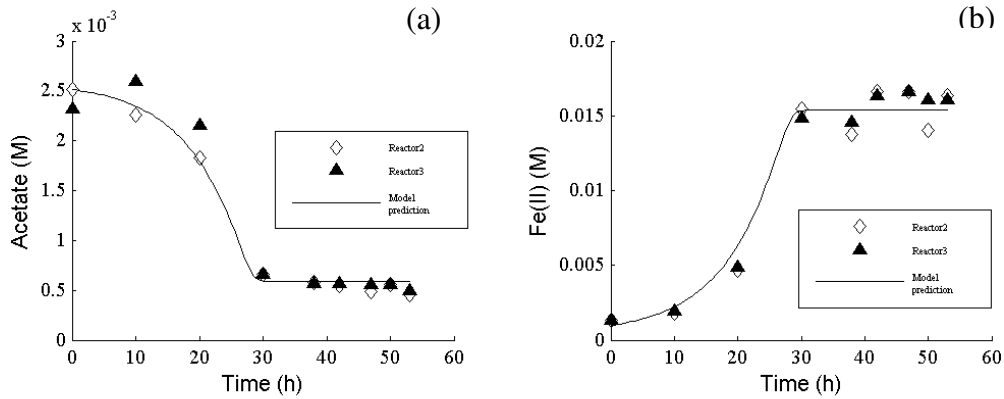 (a)
x 10⁻³
3
2.5
2
1.5
1
0.5
0
0 10 20 30 40 50 60
Acetate (M)
Time (h)
Reactor2
Reactor3
Model
prediction
(b)
0.02
0.015
0.01
0.005
0
0 10 20 30 40 50 60
Fe(II) (M)
Time (h)
Reactor2
Reactor3
Model
prediction